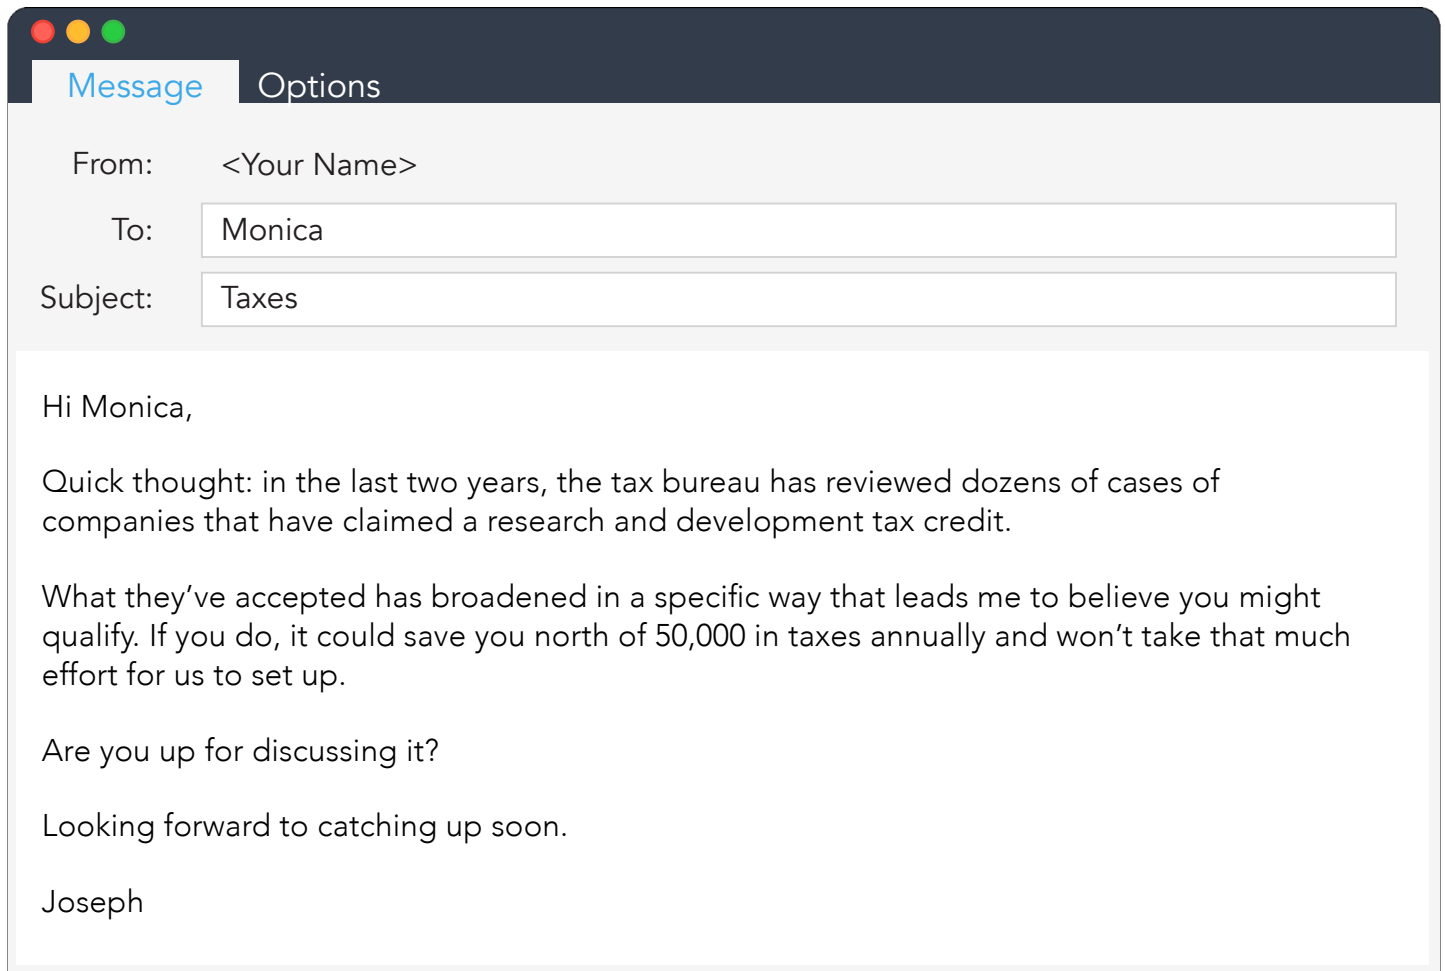 Message Options
From: <Your Name>
To: Monica
Subject: Taxes
Hi Monica,
Quick thought: in the last two years, the tax bureau has reviewed dozens of cases of
companies that have claimed a research and development tax credit.
What they’ve accepted has broadened in a specific way that leads me to believe you might
qualify. If you do, it could save you north of 50,000 in taxes annually and won’t take that much
effort for us to set up.
Are you up for discussing it?
Looking forward to catching up soon.
Joseph